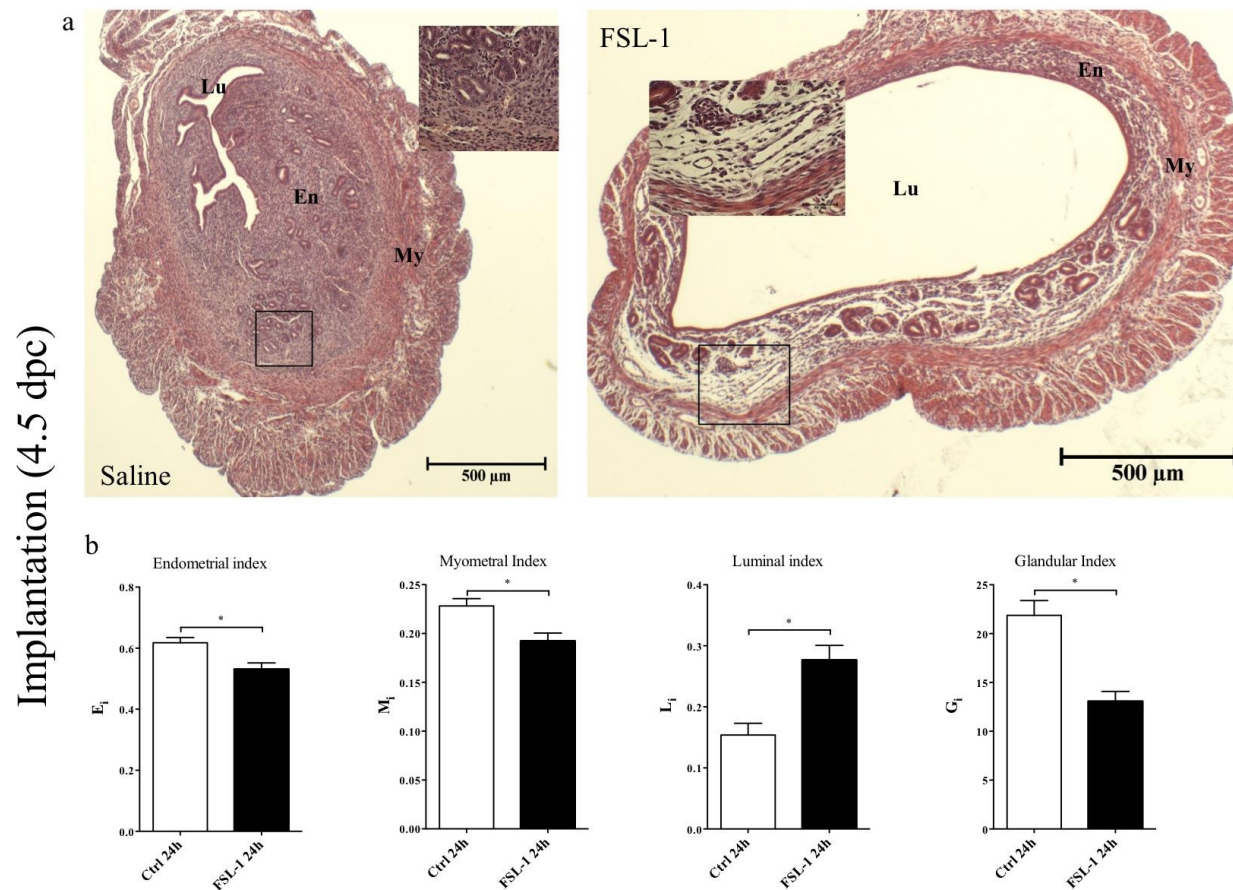 Implantation (4.5 dpc)
a
Saline
Lu
En
My
500 µm
FSL-1
En
My
Lu
500 µm
b
Endometrial index
E i
0.8
0.6
0.4
0.2
0.0
*
Ctrl 24h
FSL-1 24h
Myometral Index
M i
0.25
0.20
0.15
0.10
0.05
0.00
*
Ctrl 24h
FSL-1 24h
Luminal index
L i
0.4
0.3
0.2
0.1
0.0
*
Ctrl 24h
FSL-1 24h
Glandular Index
G i
25
20
15
10
5
0
*
Ctrl 24h
FSL-1 24h